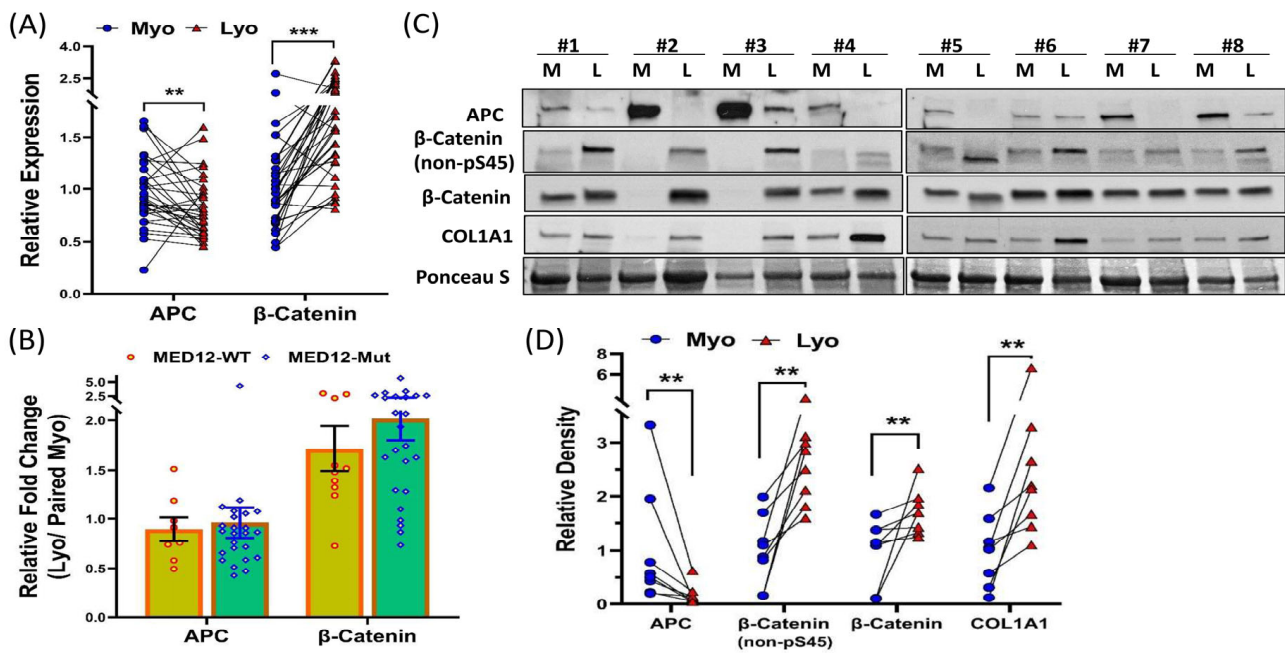 (A)
Myo Lyo
Relative Expression
4.0
2.5
1.5
1.0
0.5
0.0
** ***
APC β-Catenin
(B)
MED12-WT MED12-Mut
Relative Fold Change
(Lyo/ Paired Myo)
5.0
2.5
2.0
1.5
1.0
0.5
0.0
APC β-Catenin
(C)
#1 #2 #3 #4 #5 #6 #7 #8
M L M L M L M L M L M L M L M L
APC
β-Catenin
(non-pS45)
β-Catenin
COL1A1
Ponceau S
(D)
Myo Lyo
Relative Density
8
6
4
3
2
1
0
** ** ** **
APC β-Catenin β-Catenin COL1A1
(non-pS45)